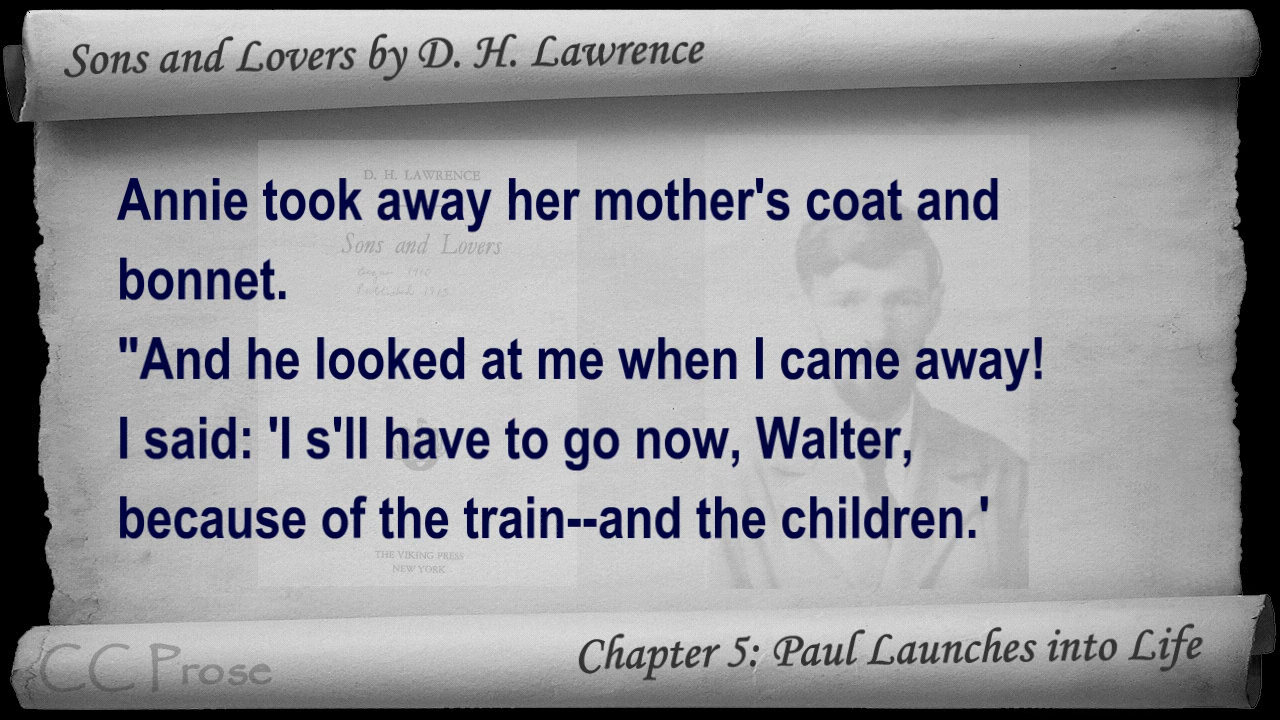 Sons and Lovers by D. H. Lawrence
D. H. LAWRENCE
Annie took away her mother's coat and
Sons and Lovers
bonnet.
"And he looked at me when I came away!
I said: 'I s'll have to go now, Walter,
because of the train--and the children.'
THE VIKING PRESS
NEW YORK
Chapter 5: Paul Launches into Life
CC Prose